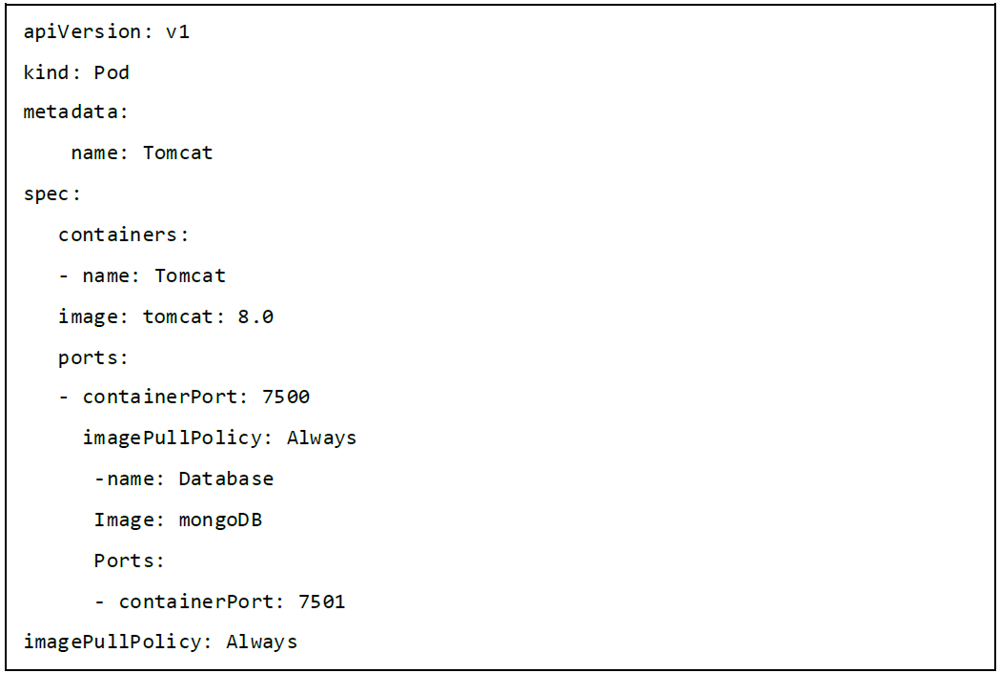 apiVersion: v1
kind: Pod
metadata:
    name: Tomcat
spec:
   containers:
   - name: Tomcat
   image: tomcat: 8.0
   ports:
   - containerPort: 7500
     imagePullPolicy: Always
      -name: Database
      Image: mongoDB
      Ports:
      - containerPort: 7501
imagePullPolicy: Always